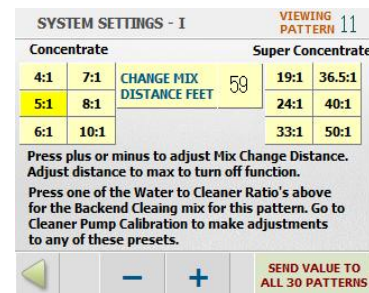 SYSTEM SETTINGS - I
VIEWING
PATTERN 11
Concentrate
Super Concentrate
4:1 7:1 CHANGE MIX
DISTANCE FEET 59 19:1 36.5:1
5:1 8:1 24:1 40:1
6:1 10:1 33:1 50:1
Press plus or minus to adjust Mix Change Distance.
Adjust distance to max to turn off function.
Press one of the Water to Cleaner Ratio's above
for the Backend Cleaing mix for this pattern. Go to
Cleaner Pump Calibration to make adjustments
to any of these presets.
- +
SEND VALUE TO
ALL 30 PATTERNS